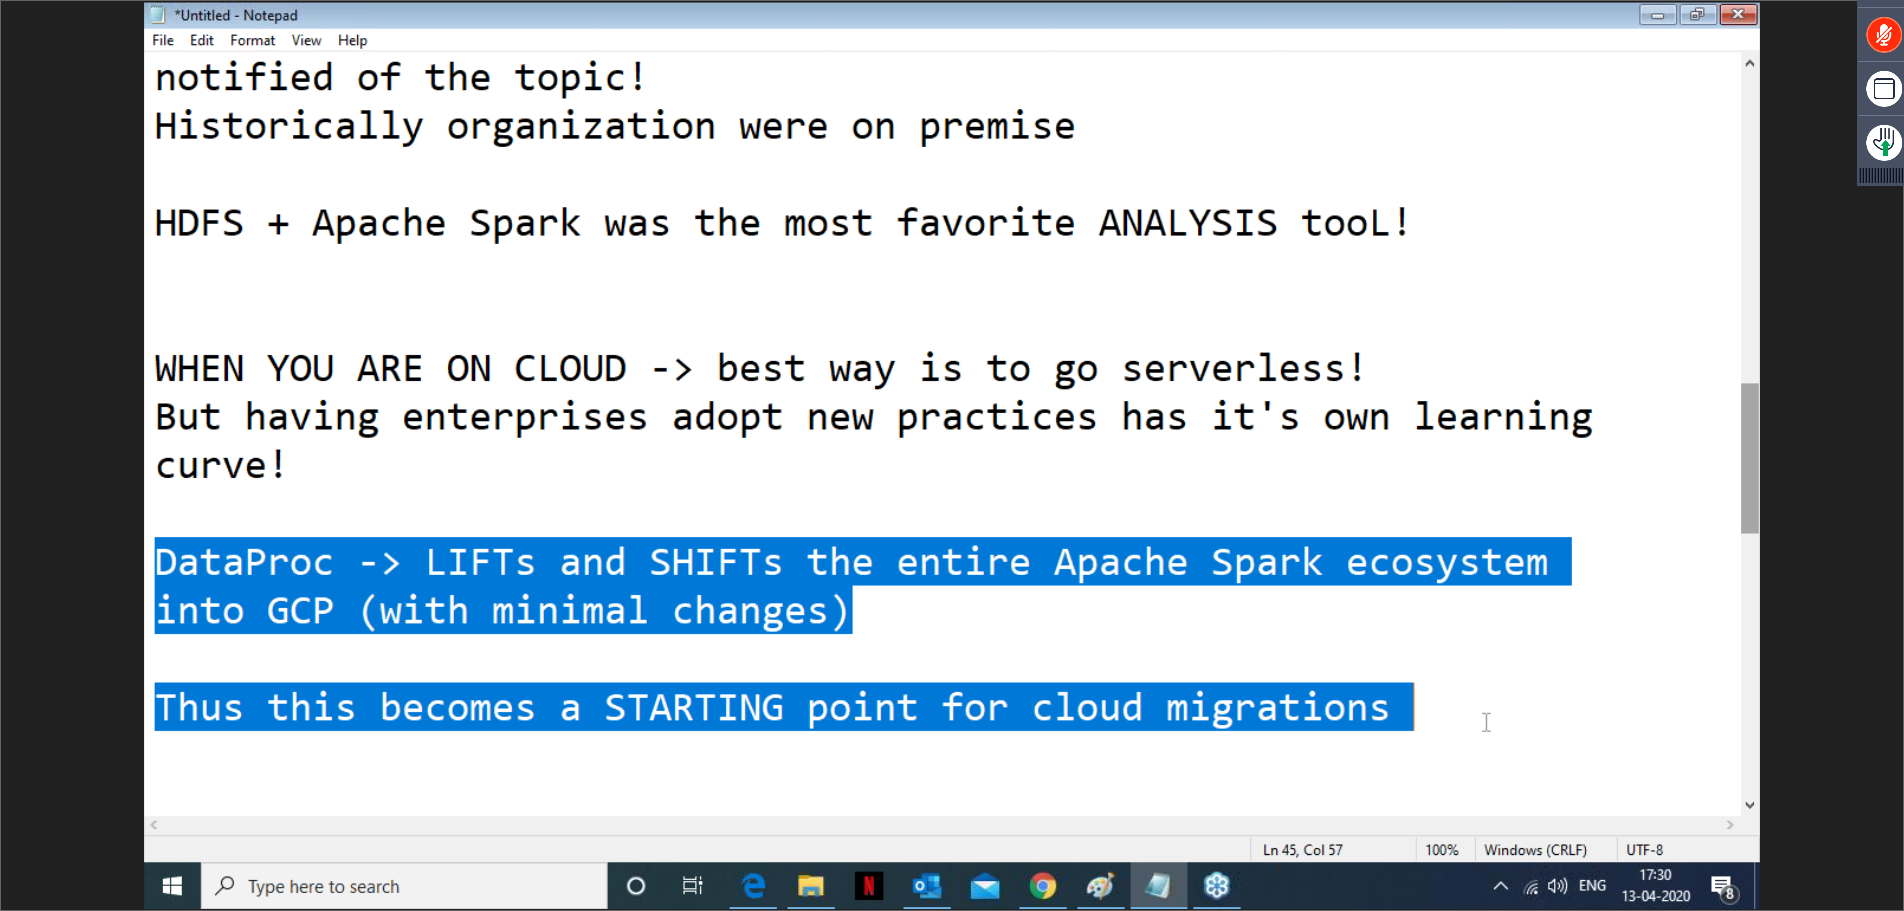 *Untitled - Notepad
File Edit Format View Help
notified of the topic!
Historically organization were on premise
HDFS + Apache Spark was the most favorite ANALYSIS tooL!
WHEN YOU ARE ON CLOUD -> best way is to go serverless!
But having enterprises adopt new practices has it's own learning
curve!
DataProc -> LIFTs and SHIFTs the entire Apache Spark ecosystem
into GCP (with minimal changes)
Thus this becomes a STARTING point for cloud migrations
Ln 45, Col 57 100% Windows (CRLF) UTF-8
Type here to search
N
ENG
17:30
13-04-2020
8